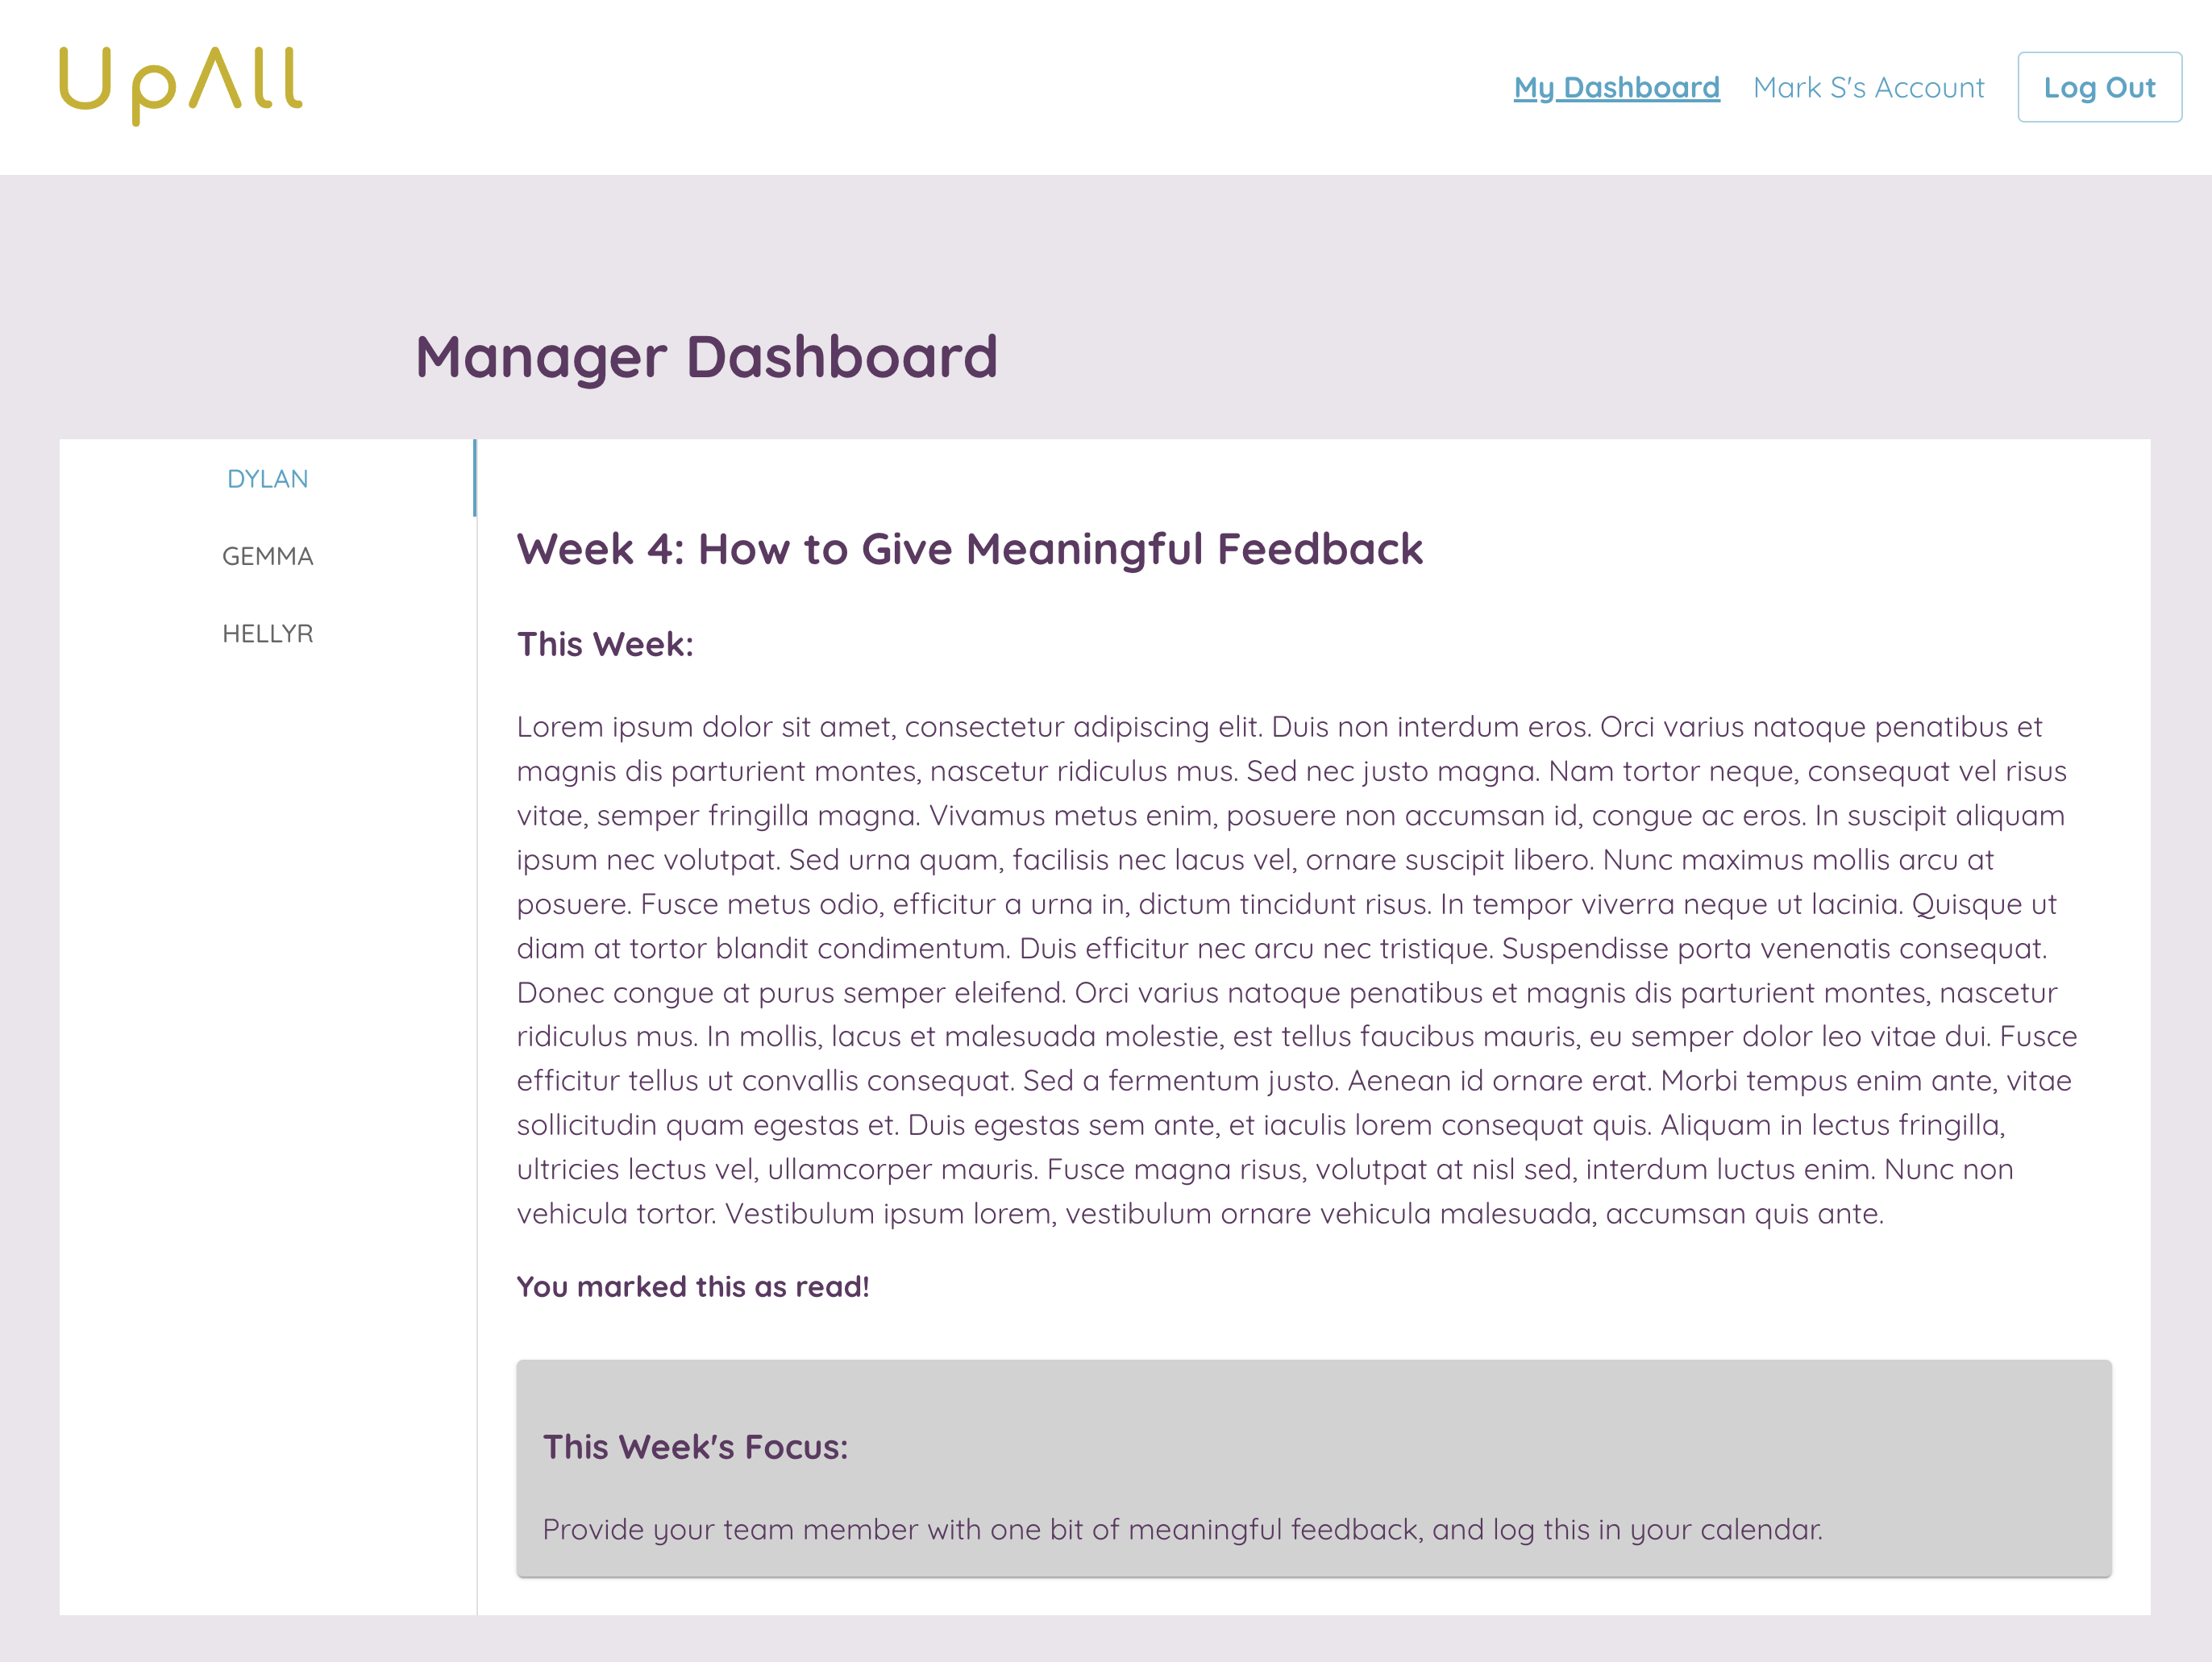 UpAll
My Dashboard Mark S's Account Log Out
Manager Dashboard
DYLAN
GEMMA
HELLYR
Week 4: How to Give Meaningful Feedback
This Week:
Lorem ipsum dolor sit amet, consectetur adipiscing elit. Duis non interdum eros. Orci varius natoque penatibus et
magnis dis parturient montes, nascetur ridiculus mus. Sed nec justo magna. Nam tortor neque, consequat vel risus
vitae, semper fringilla magna. Vivamus metus enim, posuere non accumsan id, congue ac eros. In suscipit aliquam
ipsum nec volutpat. Sed urna quam, facilisis nec lacus vel, ornare suscipit libero. Nunc maximus mollis arcu at
posuere. Fusce metus odio, efficitur a urna in, dictum tincidunt risus. In tempor viverra neque ut lacinia. Quisque ut
diam at tortor blandit condimentum. Duis efficitur nec arcu nec tristique. Suspendisse porta venenatis consequat.
Donec congue at purus semper eleifend. Orci varius natoque penatibus et magnis dis parturient montes, nascetur
ridiculus mus. In mollis, lacus et malesuada molestie, est tellus faucibus mauris, eu semper dolor leo vitae dui. Fusce
efficitur tellus ut convallis consequat. Sed a fermentum justo. Aenean id ornare erat. Morbi tempus enim ante, vitae
sollicitudin quam egestas et. Duis egestas sem ante, et iaculis lorem consequat quis. Aliquam in lectus fringilla,
ultricies lectus vel, ullamcorper mauris. Fusce magna risus, volutpat at nisl sed, interdum luctus enim. Nunc non
vehicula tortor. Vestibulum ipsum lorem, vestibulum ornare vehicula malesuada, accumsan quis ante.
You marked this as read!
This Week's Focus:
Provide your team member with one bit of meaningful feedback, and log this in your calendar.